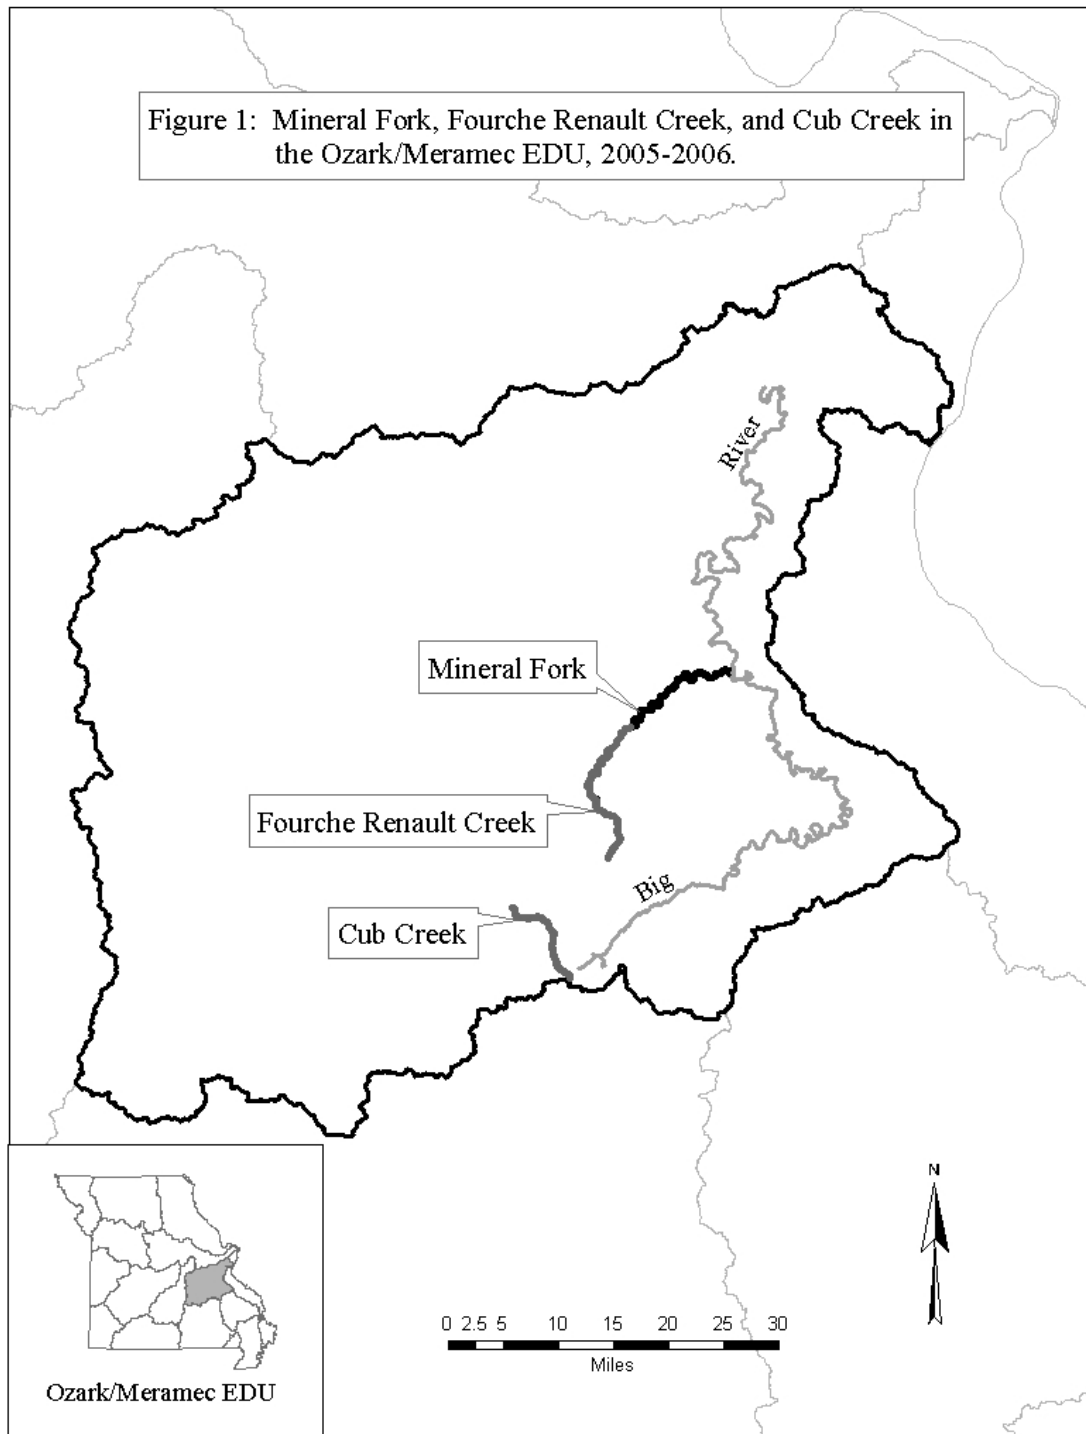 Figure 1: Mineral Fork, Fourche Renault Creek, and Cub Creek in
the Ozark/Meramec EDU, 2005-2006.
River
Mineral Fork
Fourche Renault Creek
Big
Cub Creek
N
0 2.5 5 10 15 20 25 30
Miles
Ozark/Meramec EDU